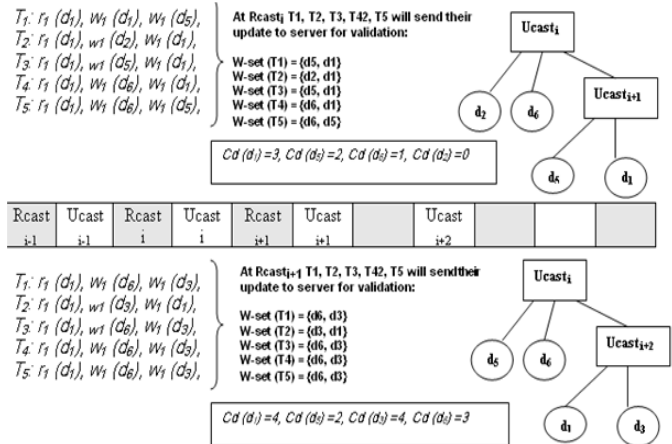 T1: r1 (d1), w1 (d1), w1 (d5),
T2: r1 (d1), w1 (d2), w1 (d1),
T3: r1 (d1), w1 (d5), w1 (d1),
T4: r1 (d1), w1 (d6), w1 (d1),
T5: r1 (d1), w1 (d6), w1 (d5),
At Rcasti T1, T2, T3, T42, T5 will send their
update to server for validation:
W-set (T1) = {d5, d1}
W-set (T2) = {d2, d1}
W-set (T3) = {d5, d1}
W-set (T4) = {d6, d1}
W-set (T5) = {d6, d5}
Cd (d1) =3, Cd (d5) =2, Cd (d6) =1, Cd (d2) =0
Ucasti
d2 d6 Ucasti+1
d5 d1
Rcast Ucast Rcast Ucast Rcast Ucast Ucast
i-1 i-1 i i i+1 i+1 i+2
T1: r1 (d1), w1 (d6), w1 (d3),
T2: r1 (d1), w1 (d3), w1 (d1),
T3: r1 (d1), w1 (d6), w1 (d3),
T4: r1 (d1), w1 (d6), w1 (d3),
T5: r1 (d1), w1 (d6), w1 (d3),
At Rcasti+1 T1, T2, T3, T42, T5 will sendtheir
update to server for validation:
W-set (T1) = {d6, d3}
W-set (T2) = {d3, d1}
W-set (T3) = {d6, d3}
W-set (T4) = {d6, d3}
W-set (T5) = {d6, d3}
Cd (d1) =4, Cd (d5) =2, Cd (d3) =4, Cd (d6) =3
Ucasti
d5 d6 Ucasti+2
d1 d3